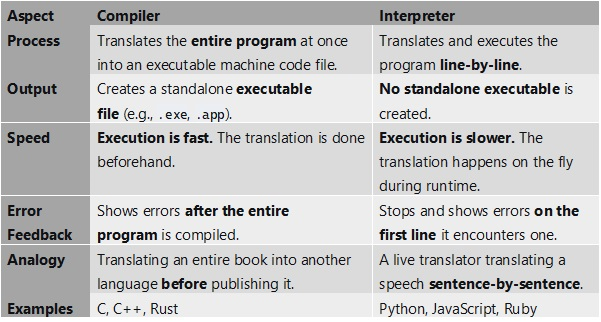 Aspect Compiler Interpreter
Process Translates the entire program at once Translates and executes the
into an executable machine code file. program line-by-line.
Output Creates a standalone executable No standalone executable is
file (e.g., .exe, .app). created.
Speed Execution is fast. The translation is done Execution is slower. The
beforehand. translation happens on the fly
during runtime.
Error Shows errors after the entire Stops and shows errors on the
Feedback program is compiled. first line it encounters one.
Analogy Translating an entire book into another A live translator translating a
language before publishing it. speech sentence-by-sentence.
Examples C, C++, Rust Python, JavaScript, Ruby